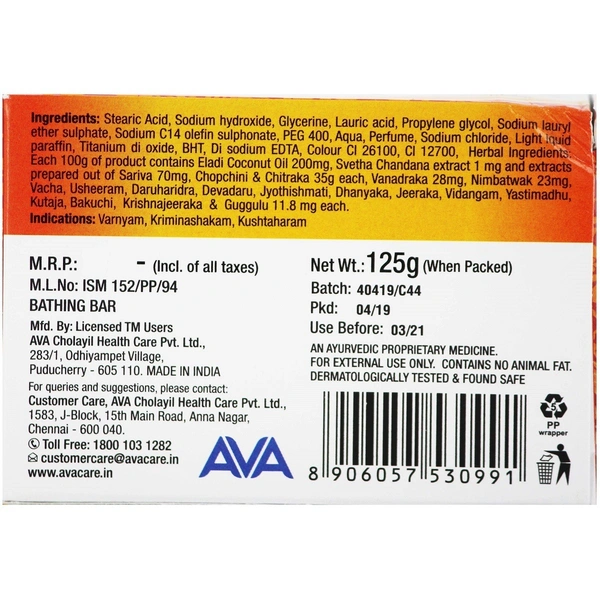 Ingredients: Stearic Acid, Sodium hydroxide, Glycerine, Lauric acid, Propylene glycol, Sodium lauryl
ether sulphate, Sodium C14 olefin sulphonate, PEG 400, Aqua, Perfume, Sodium chloride, Light liquid
paraffin, Titanium di oxide, BHT, Di sodium EDTA, Colour CI 26100, CI 12700, Herbal Ingredients:
Each 100g of product contains Eladi Coconut Oil 200mg, Svetha Chandana extract 1 mg and extracts
prepared out of Sariva 70mg, Chopchini & Chitraka 35g each, Vanadraka 28mg, Nimbatwak 23mg,
Vacha, Usheeram, Daruharidra, Devadaru, Jyothishmati, Dhanyaka, Jeeraka, Vidangam, Yastimadhu,
Kutaja, Bakuchi, Krishnajeeraka & Guggulu 11.8 mg each.
Indications: Varnyam, Kriminashakam, Kushtaharam
M.R.P.: - (Incl. of all taxes)
M.L.No: ISM 152/PP/94
BATHING BAR
Mfd. By: Licensed TM Users
AVA Cholayil Health Care Pvt. Ltd.,
283/1, Odhiyampet Village,
Puducherry - 605 110. MADE IN INDIA
For queries and suggestions, please contact:
Customer Care, AVA Cholayil Health Care Pvt. Ltd.,
1583, J-Block, 15th Main Road, Anna Nagar,
Chennai - 600 040.
Toll Free: 1800 103 1282
customercare@avacare.in
www.avacare.in
AVA
Net Wt.: 125g (When Packed)
Batch: 40419/C44
Pkd: 04/19
Use Before: 03/21
AN AYURVEDIC PROPRIETARY MEDICINE.
FOR EXTERNAL USE ONLY. CONTAINS NO ANIMAL FAT.
DERMATOLOGICALLY TESTED & FOUND SAFE
8 906057 530991
5
PP
wrapper